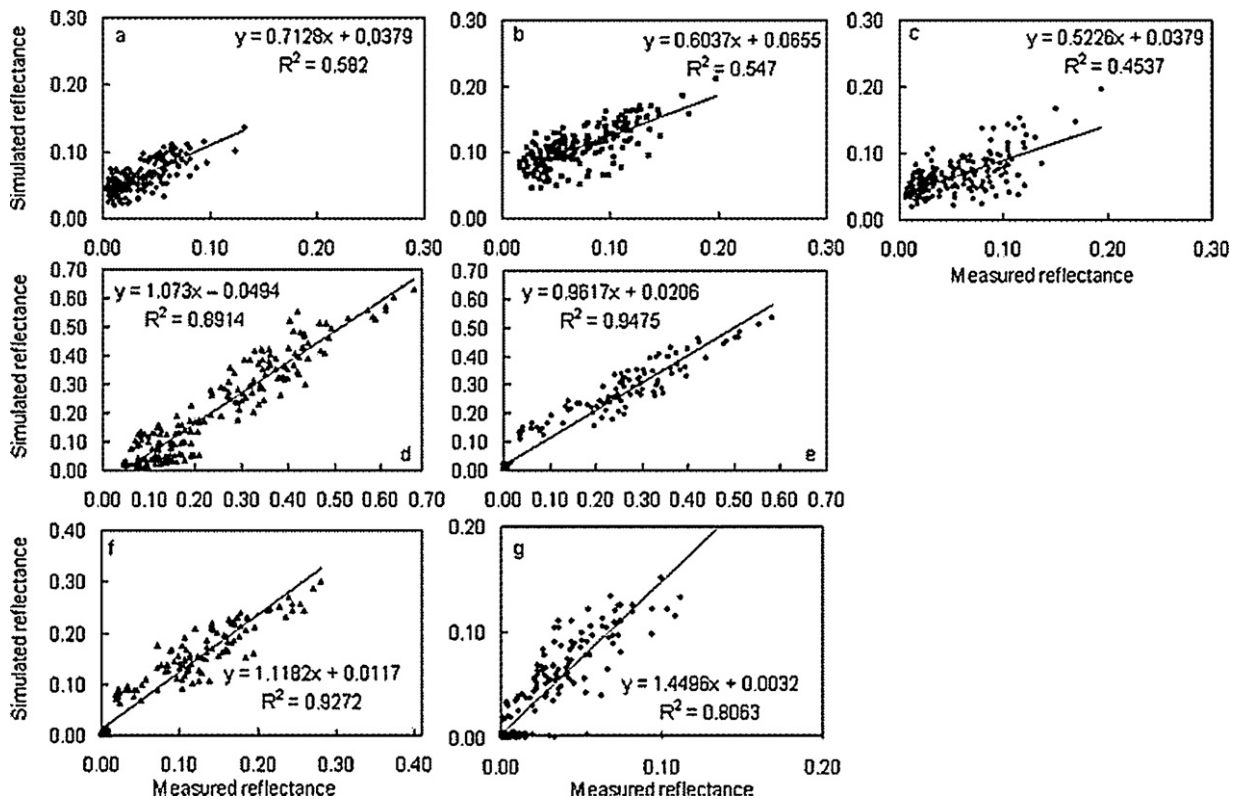 a
y = 0.7128x + 0.0379
R² = 0.582
0.30
0.20
0.10
0.00
0.00 0.10 0.20 0.30
Simulated reflectance
b
y = 0.6037x + 0.0655
R² = 0.547
0.30
0.20
0.10
0.00
0.00 0.10 0.20 0.30
c
y = 0.5226x + 0.0379
R² = 0.4537
0.30
0.20
0.10
0.00
0.00 0.10 0.20 0.30
Measured reflectance
y = 1.073x – 0.0494
R² = 0.8914
d
0.70
0.60
0.50
0.40
0.30
0.20
0.10
0.00
0.00 0.10 0.20 0.30 0.40 0.50 0.60 0.70
Simulated reflectance
y = 0.9617x + 0.0206
R² = 0.9475
e
0.70
0.60
0.50
0.40
0.30
0.20
0.10
0.00
0.00 0.10 0.20 0.30 0.40 0.50 0.60 0.70
f
y = 1.1182x + 0.0117
R² = 0.9272
0.40
0.30
0.20
0.10
0.00
0.00 0.10 0.20 0.30 0.40
Simulated reflectance
Measured reflectance
g
y = 1.4496x + 0.0032
R² = 0.8063
0.20
0.10
0.00
0.00 0.10 0.20
Measured reflectance